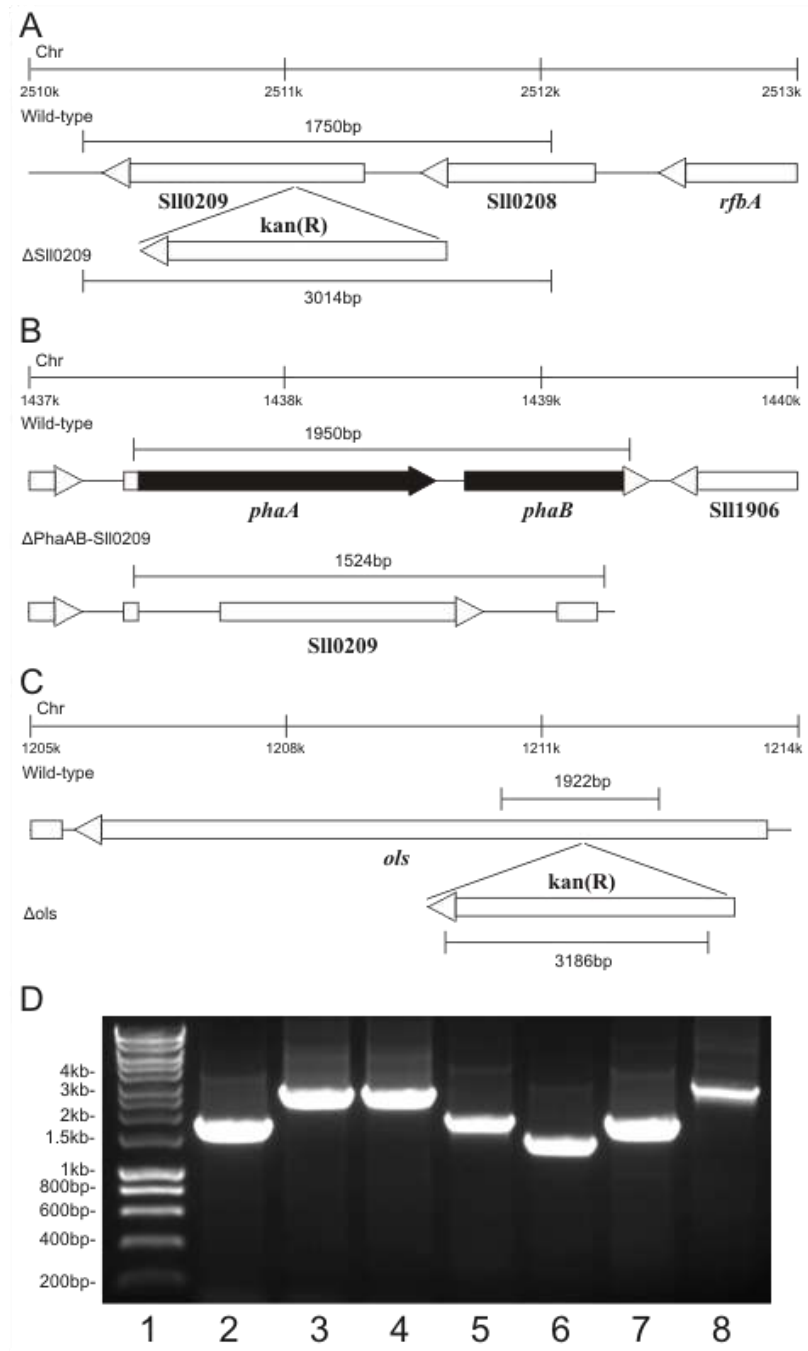 A
Chr
2510k 2511k 2512k 2513k
Wild-type
1750bp
Sll0209 Sll0208 rfbA
kan(R)
ΔSll0209
3014bp
B
Chr
1437k 1438k 1439k 1440k
Wild-type
1950bp
phaA phaB Sll1906
ΔPhaAB-Sll0209
1524bp
Sll0209
C
Chr
1205k 1208k 1211k 1214k
Wild-type
1922bp
ols
kan(R)
Δols
3186bp
D
4kb-
3kb-
2kb-
1.5kb-
1kb-
800bp-
600bp-
400bp-
200bp-
1 2 3 4 5 6 7 8